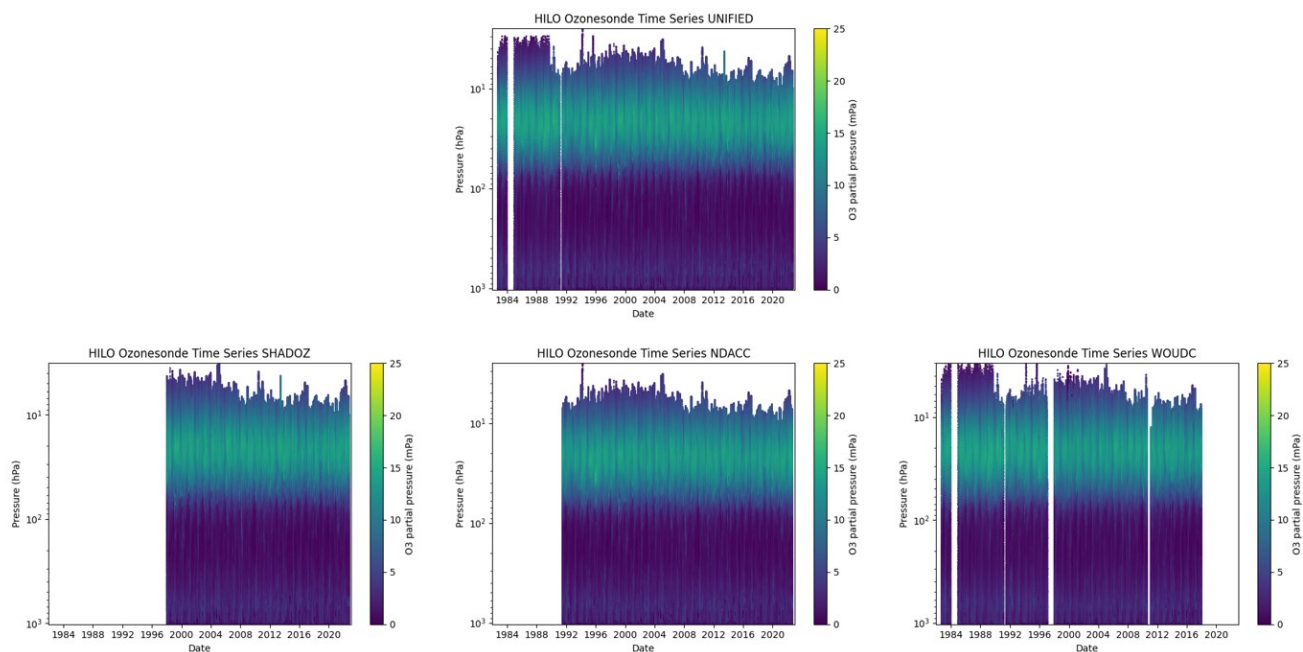 HILO Ozonesonde Time Series UNIFIED
Pressure (hPa)
10¹
10²
10³
1984 1988 1992 1996 2000 2004 2008 2012 2016 2020
Date
25
20
15
10
5
0
O3 partial pressure (mPa)
HILO Ozonesonde Time Series SHADOZ
Pressure (hPa)
10¹
10²
10³
1984 1988 1992 1996 2000 2004 2008 2012 2016 2020
Date
25
20
15
10
5
0
O3 partial pressure (mPa)
HILO Ozonesonde Time Series NDACC
Pressure (hPa)
10¹
10²
10³
1984 1988 1992 1996 2000 2004 2008 2012 2016 2020
Date
25
20
15
10
5
0
O3 partial pressure (mPa)
HILO Ozonesonde Time Series WOUDC
Pressure (hPa)
10¹
10²
10³
1984 1988 1992 1996 2000 2004 2008 2012 2016 2020
Date
25
20
15
10
5
0
O3 partial pressure (mPa)